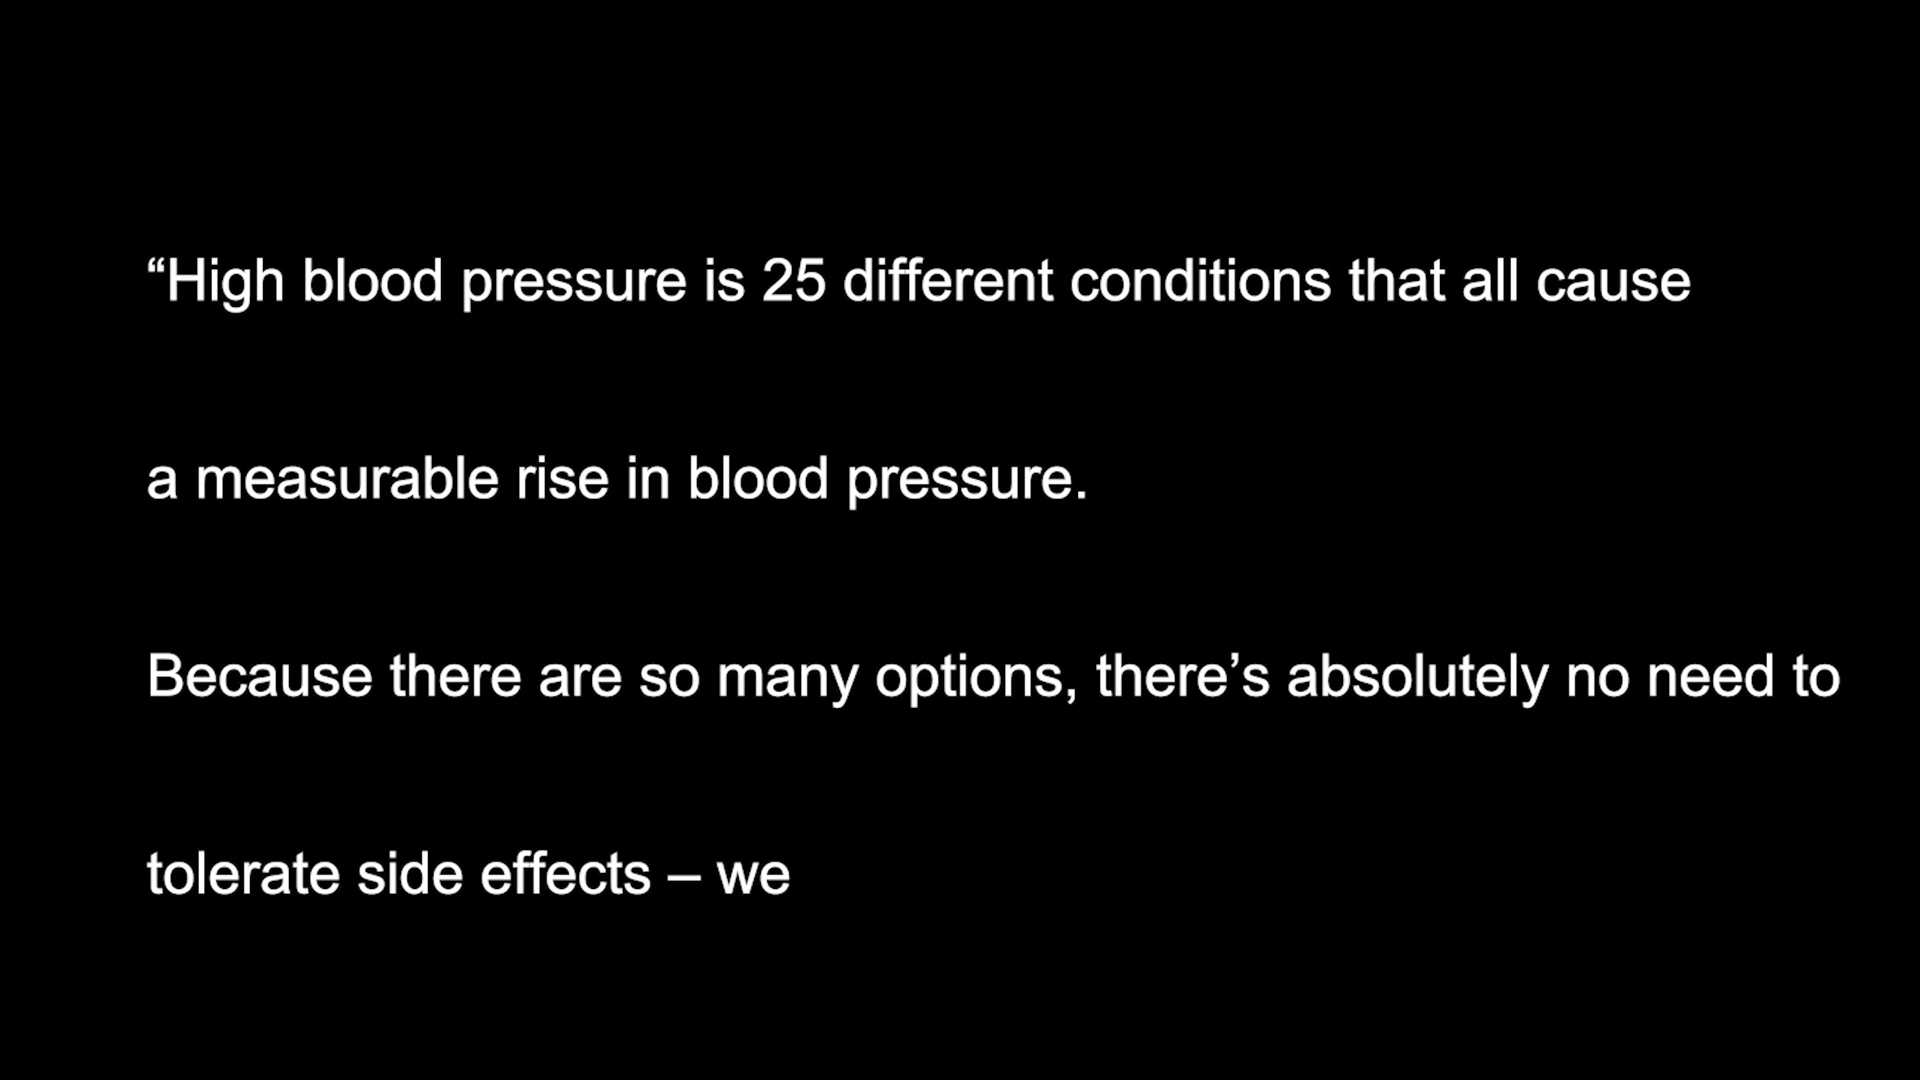 “High blood pressure is 25 different conditions that all cause
a measurable rise in blood pressure.
Because there are so many options, there’s absolutely no need to
tolerate side effects – we